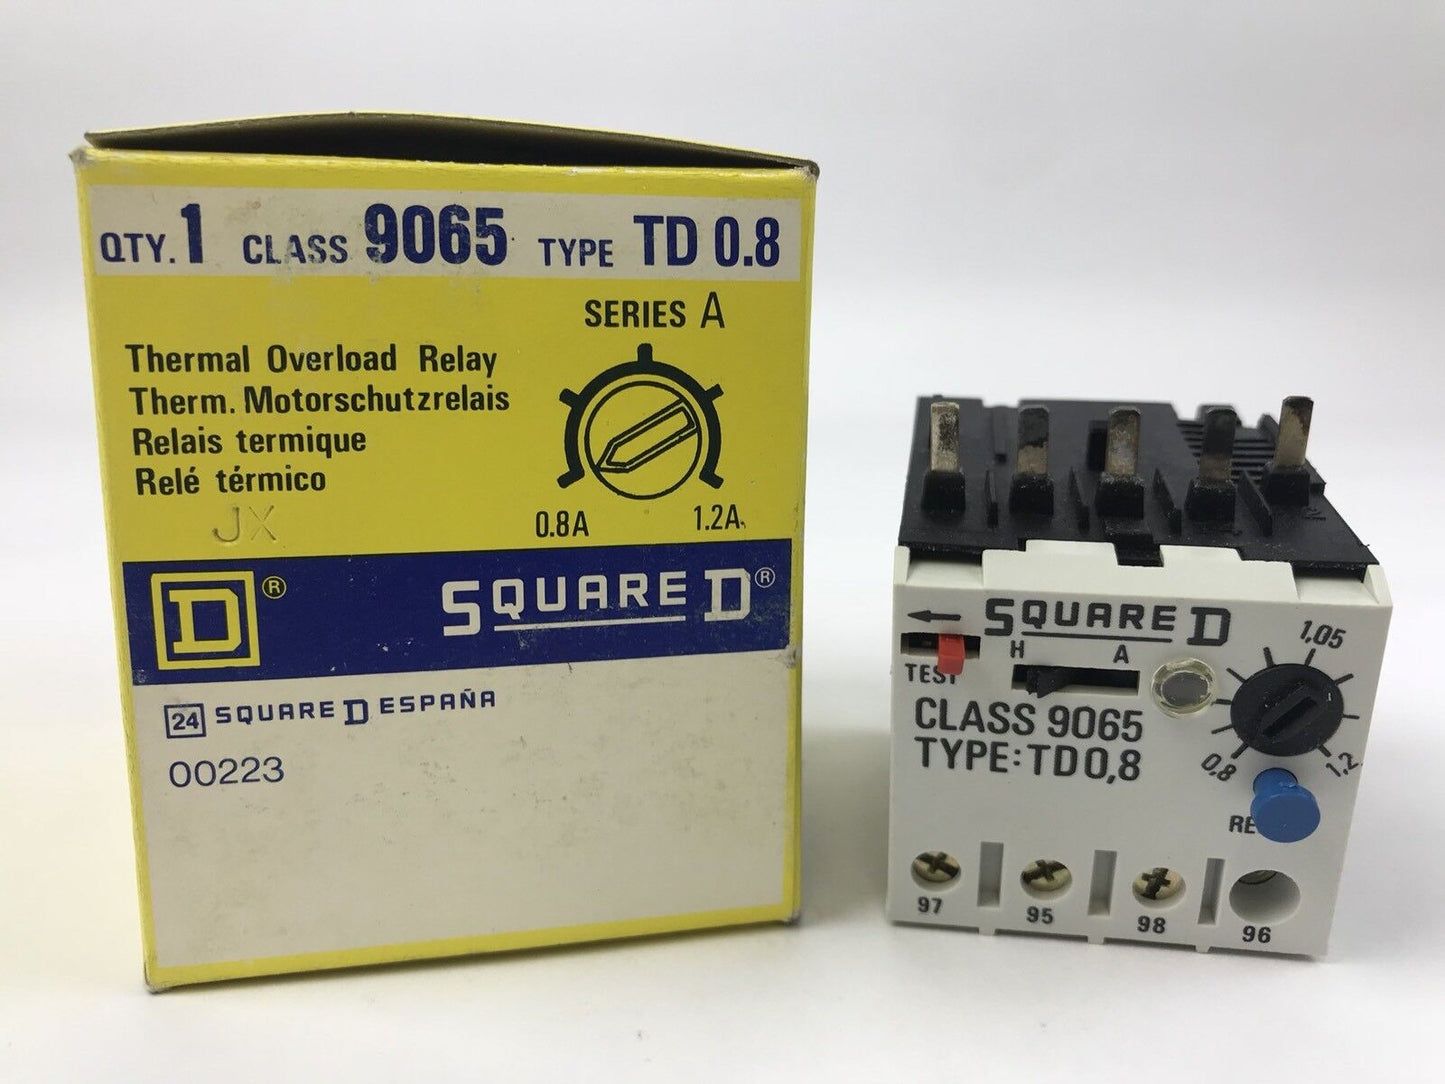 QTY. 1 CLASS 9065 TYPE TD 0.8
SERIES A
Thermal Overload Relay
Therm. Motorschutzrelais
Relais termique
Relé térmico
JX
0.8A 1.2A.
D ® SQUARE D ®
24 SQUARE D ESPAÑA
00223
SQUARE D
H A
TEST
1,05
CLASS 9065
TYPE: TD0,8
0,8 1,2
RE
97 95 98 96